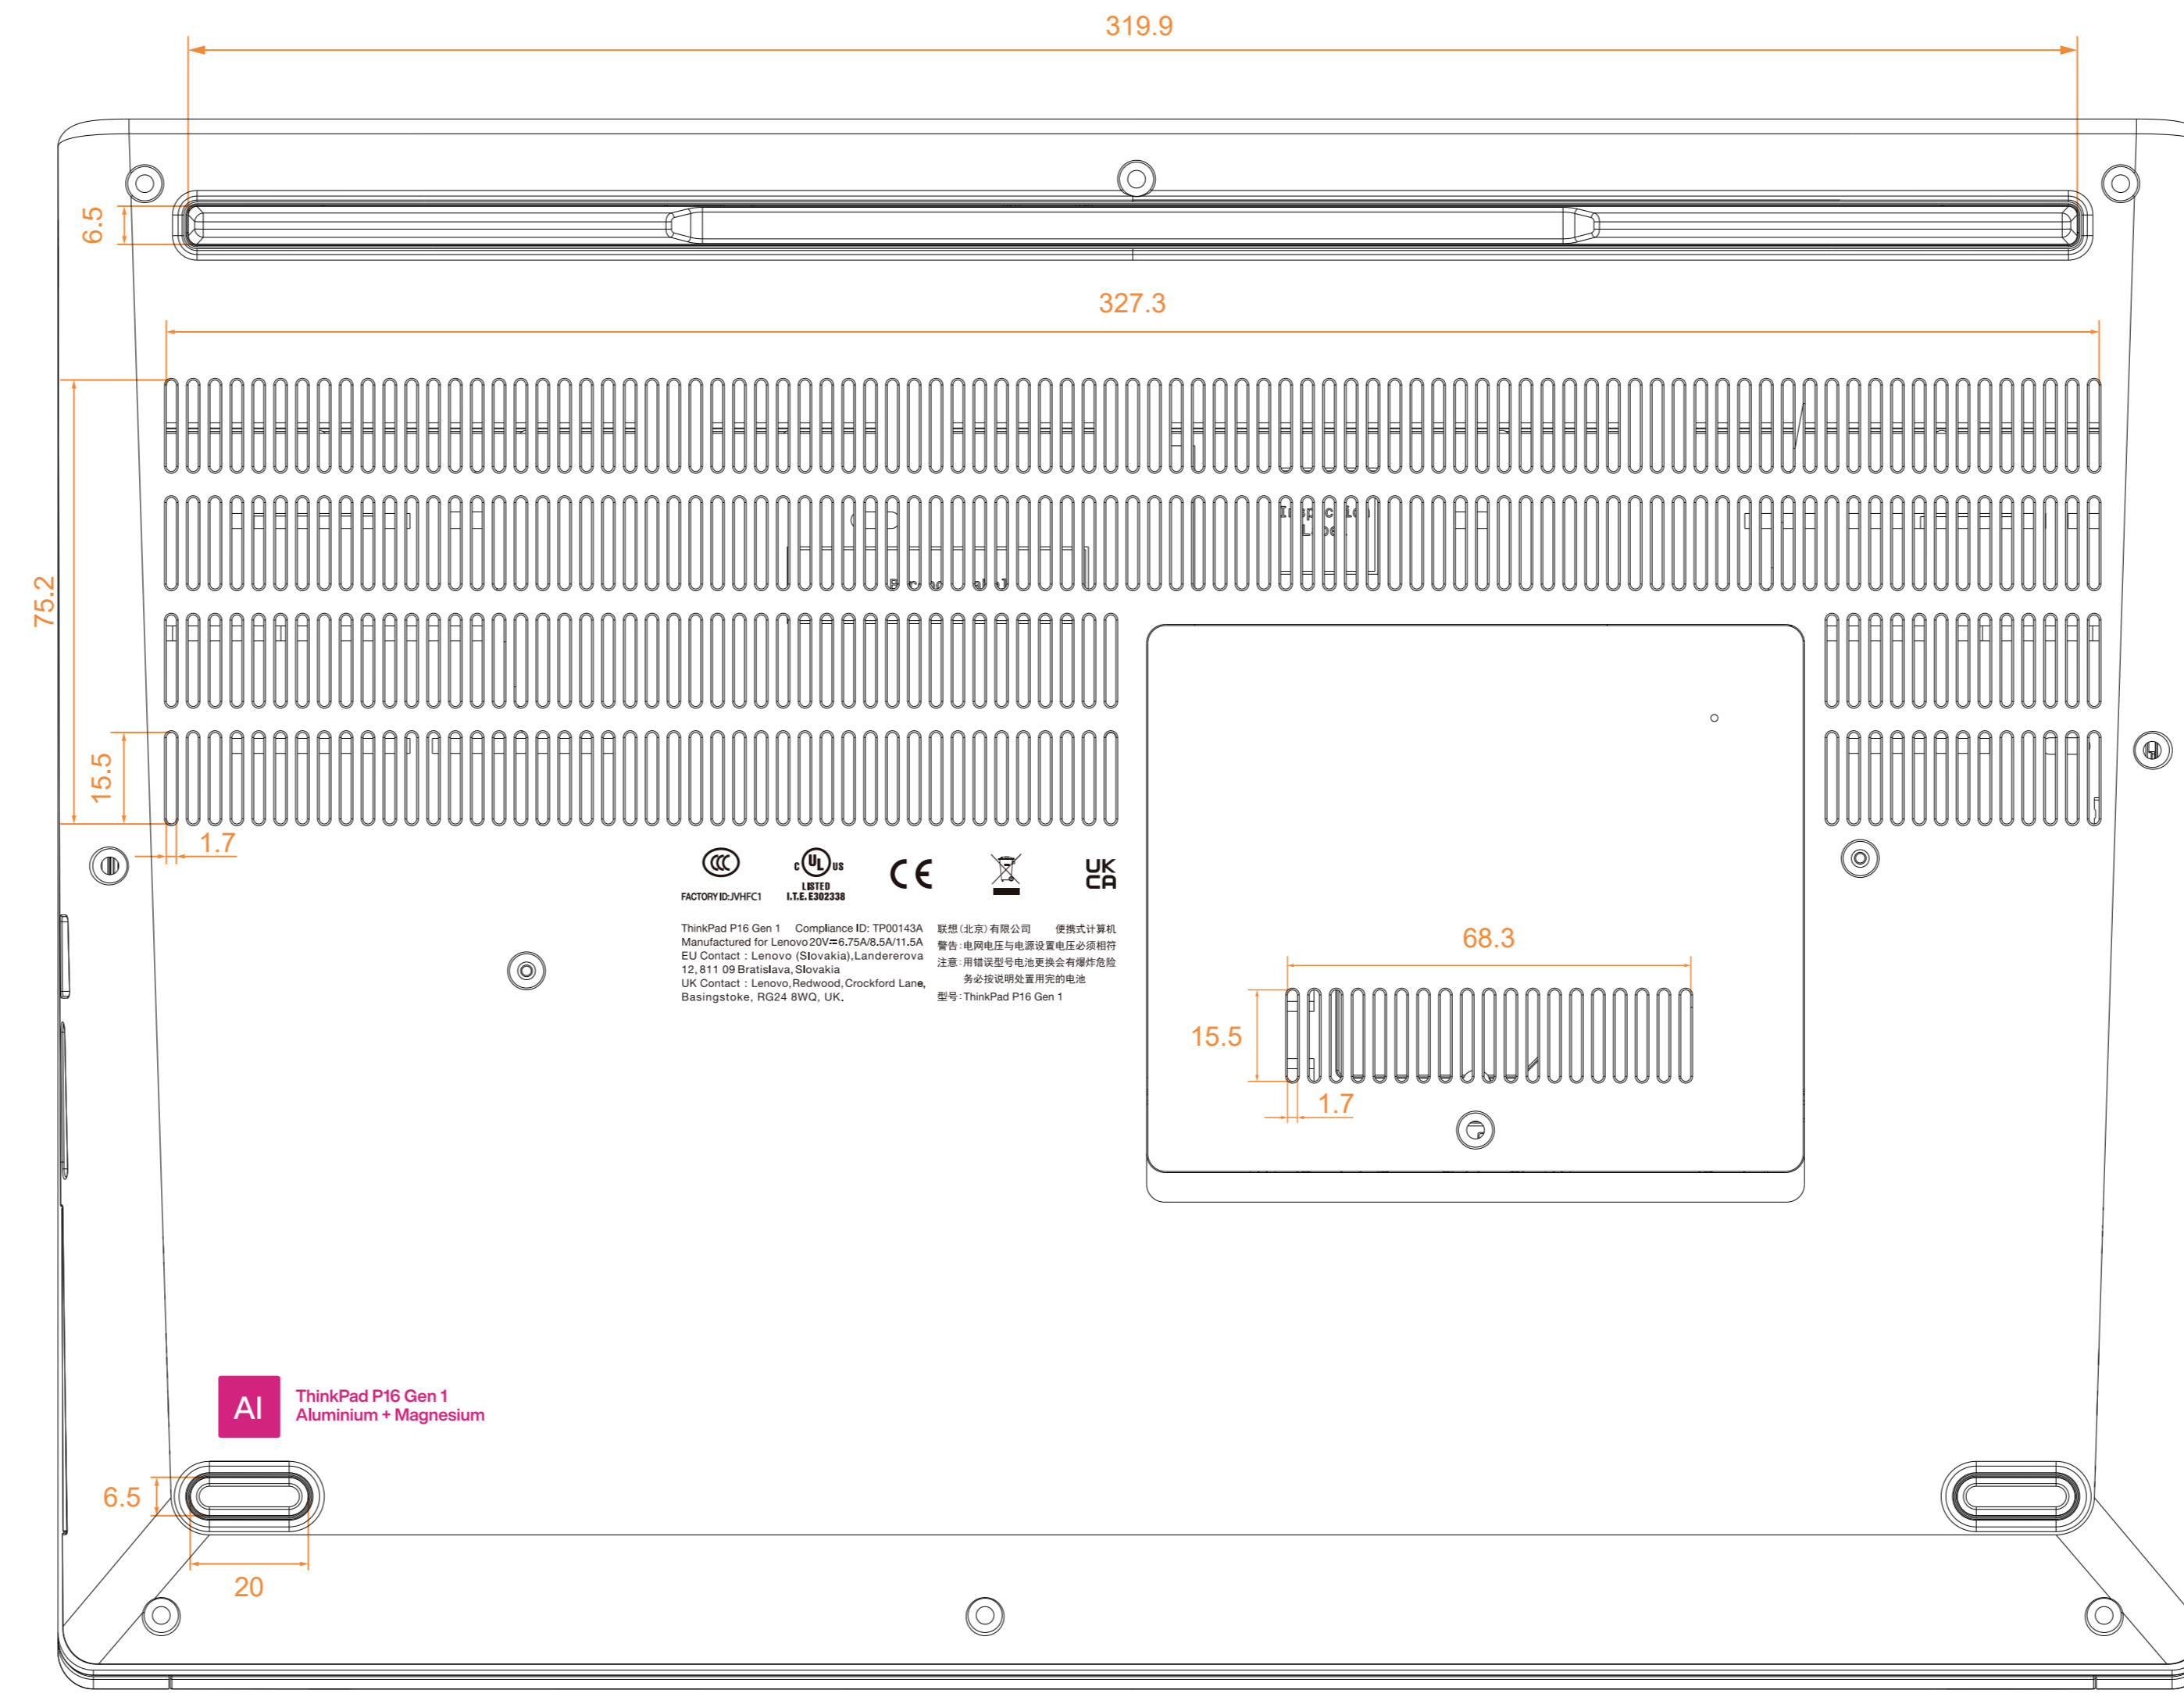 319.9
6.5
327.3
75.2
15.5
1.7
FACTORY ID:JVHFC1
c UL US
LISTED
I.T.E. E302338
CE
UK
CA
ThinkPad P16 Gen 1 Compliance ID: TP00143A
Manufactured for Lenovo 20V⎓6.75A/8.5A/11.5A
EU Contact : Lenovo (Slovakia), Landererova
12, 811 09 Bratislava, Slovakia
UK Contact : Lenovo, Redwood, Crockford Lane,
Basingstoke, RG24 8WQ, UK.
联想(北京)有限公司 便携式计算机
警告:电网电压与电源设置电压必须相符
注意:用错误型号电池更换会有爆炸危险
务必按说明处置用完的电池
型号:ThinkPad P16 Gen 1
68.3
15.5
1.7
AI
ThinkPad P16 Gen 1
Aluminium + Magnesium
6.5
20